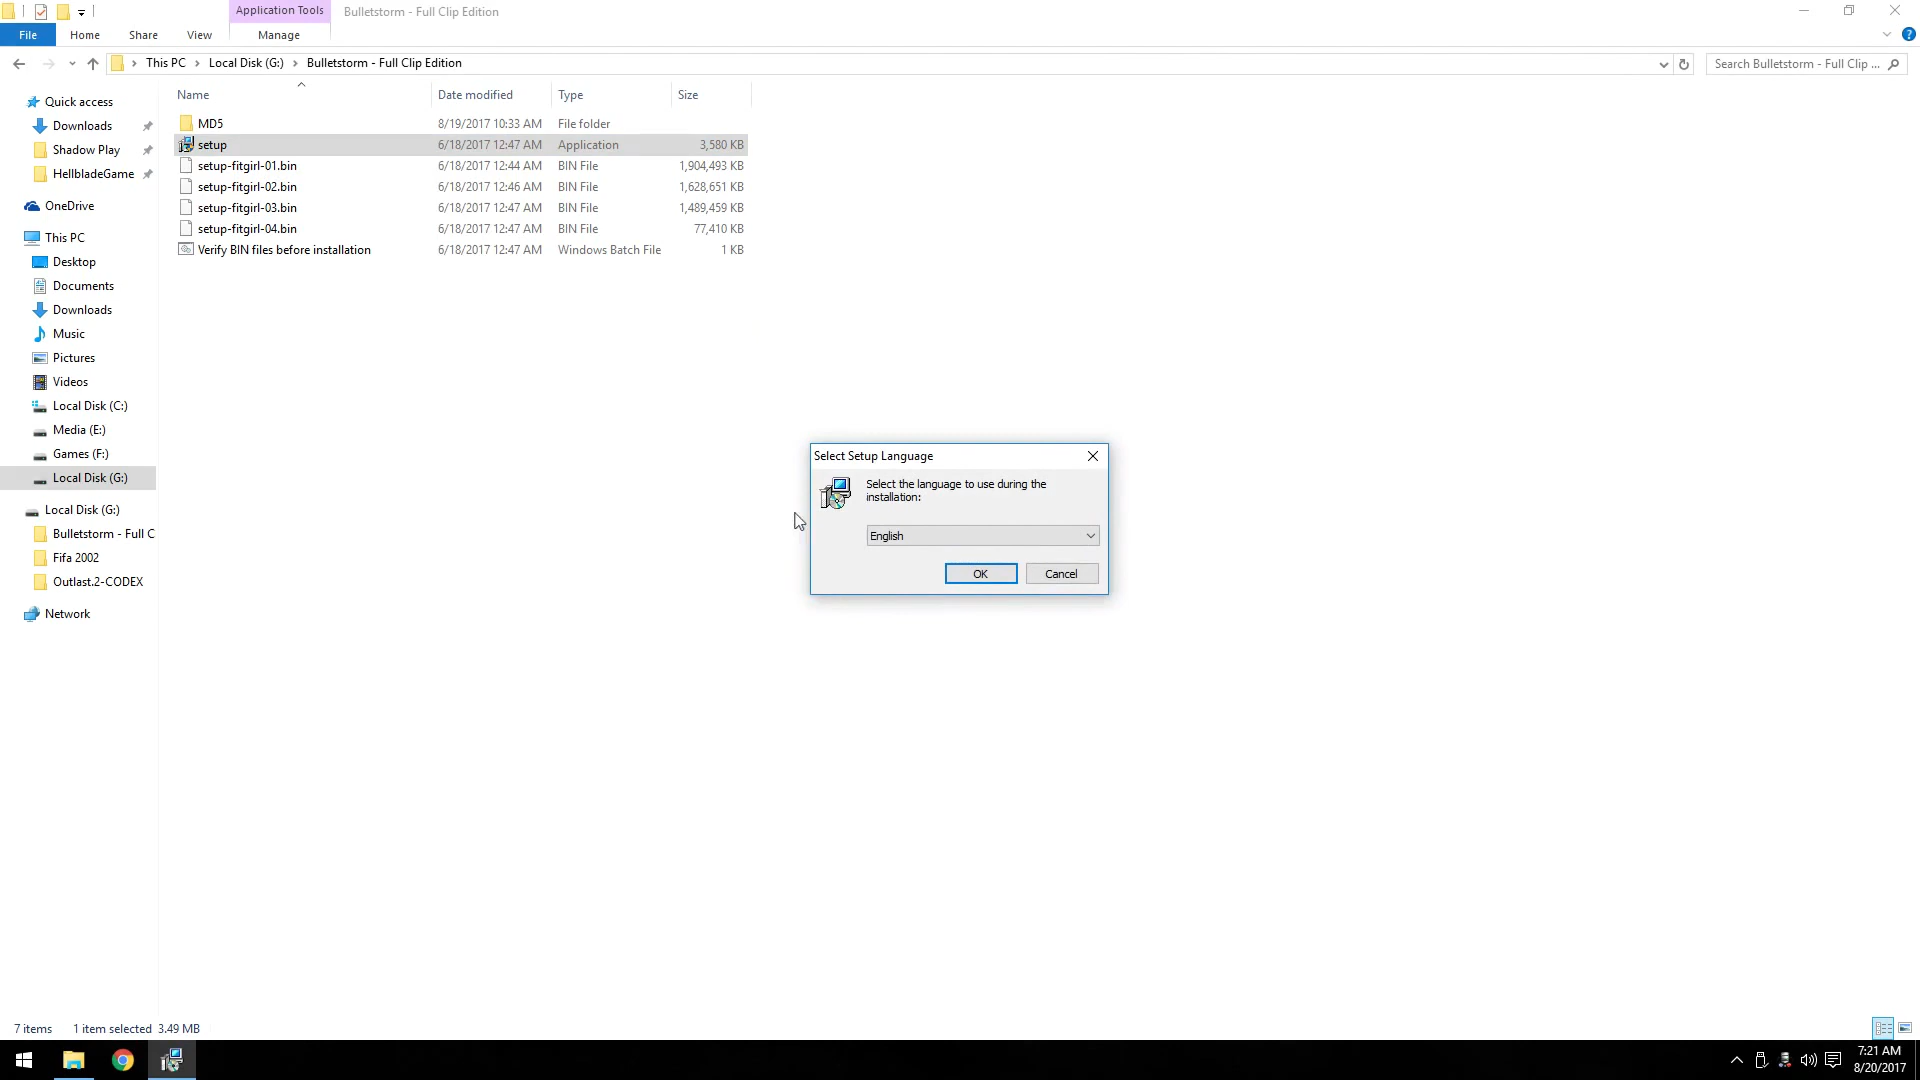 Application Tools
Bulletstorm - Full Clip Edition
File
Home
Share
View
Manage
This PC
Local Disk (G:)
Bulletstorm - Full Clip Edition
Search Bulletstorm - Full Clip ...
Name
Date modified
Type
Size
MD5 8/19/2017 10:33 AM File folder
setup 6/18/2017 12:47 AM Application 3,580 KB
setup-fitgirl-01.bin 6/18/2017 12:44 AM BIN File 1,904,493 KB
setup-fitgirl-02.bin 6/18/2017 12:46 AM BIN File 1,628,651 KB
setup-fitgirl-03.bin 6/18/2017 12:47 AM BIN File 1,489,459 KB
setup-fitgirl-04.bin 6/18/2017 12:47 AM BIN File 77,410 KB
Verify BIN files before installation 6/18/2017 12:47 AM Windows Batch File 1 KB
Quick access
Downloads
Shadow Play
HellbladeGame
OneDrive
This PC
Desktop
Documents
Downloads
Music
Pictures
Videos
Local Disk (C:)
Media (E:)
Games (F:)
Local Disk (G:)
Local Disk (G:)
Bulletstorm - Full C
Fifa 2002
Outlast.2-CODEX
Network
Select Setup Language
Select the language to use during the
installation:
English
OK
Cancel
7 items
1 item selected 3.49 MB
7:21 AM
8/20/2017